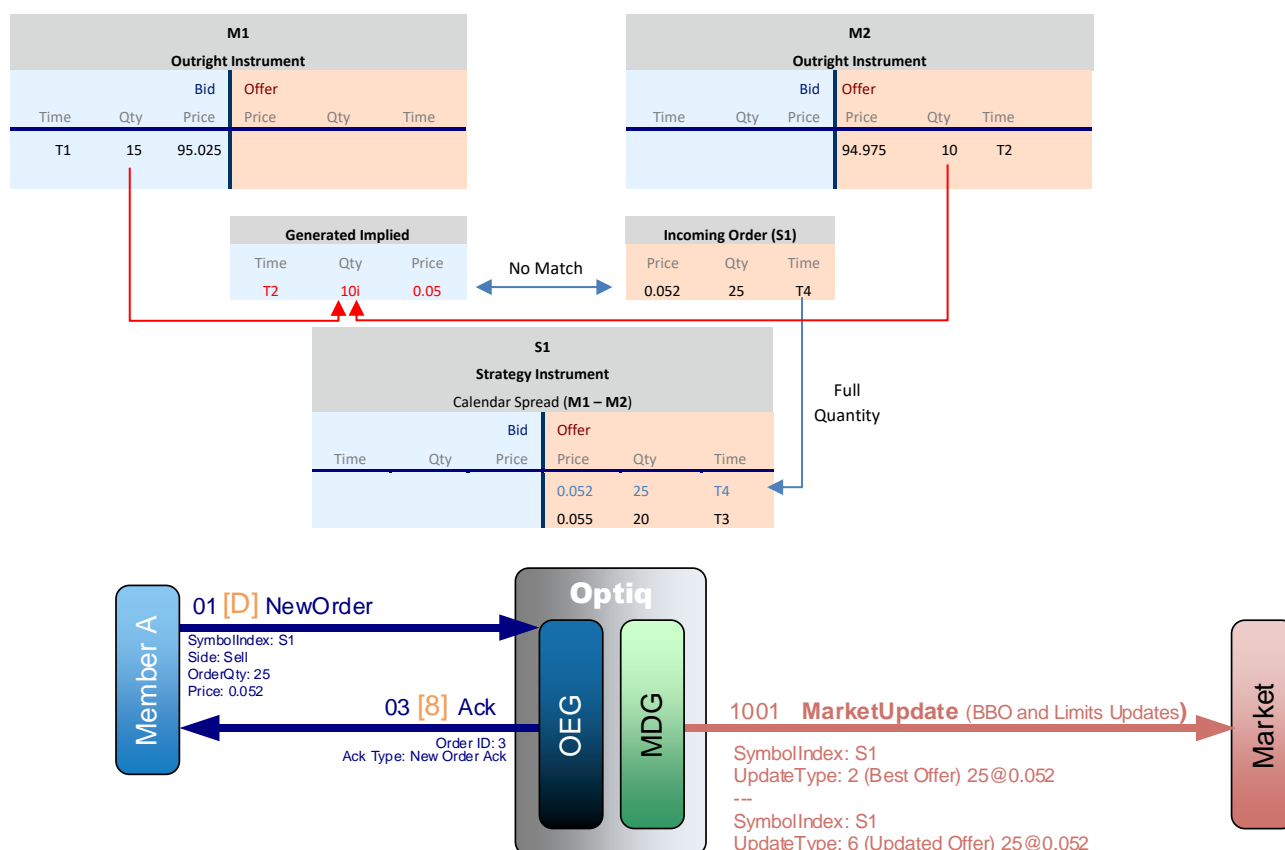 M1
Outright Instrument
Bid Offer
Time Qty Price Price Qty Time
T1 15 95.025
M2
Outright Instrument
Bid Offer
Time Qty Price Price Qty Time
94.975 10 T2
Generated Implied
Time Qty Price
T2 10i 0.05
No Match
Incoming Order (S1)
Price Qty Time
0.052 25 T4
S1
Strategy Instrument
Calendar Spread (M1 – M2)
Bid Offer
Time Qty Price Price Qty Time
0.052 25 T4
0.055 20 T3
Full
Quantity
Member A
01 [D] NewOrder
SymbolIndex: S1
Side: Sell
OrderQty: 25
Price: 0.052
03 [8] Ack
Order ID: 3
Ack Type: New Order Ack
Optiq
OEG
MDG
1001 MarketUpdate (BBO and Limits Updates)
SymbolIndex: S1
UpdateType: 2 (Best Offer) 25@0.052
---
SymbolIndex: S1
UpdateType: 6 (Updated Offer) 25@0.052
Market